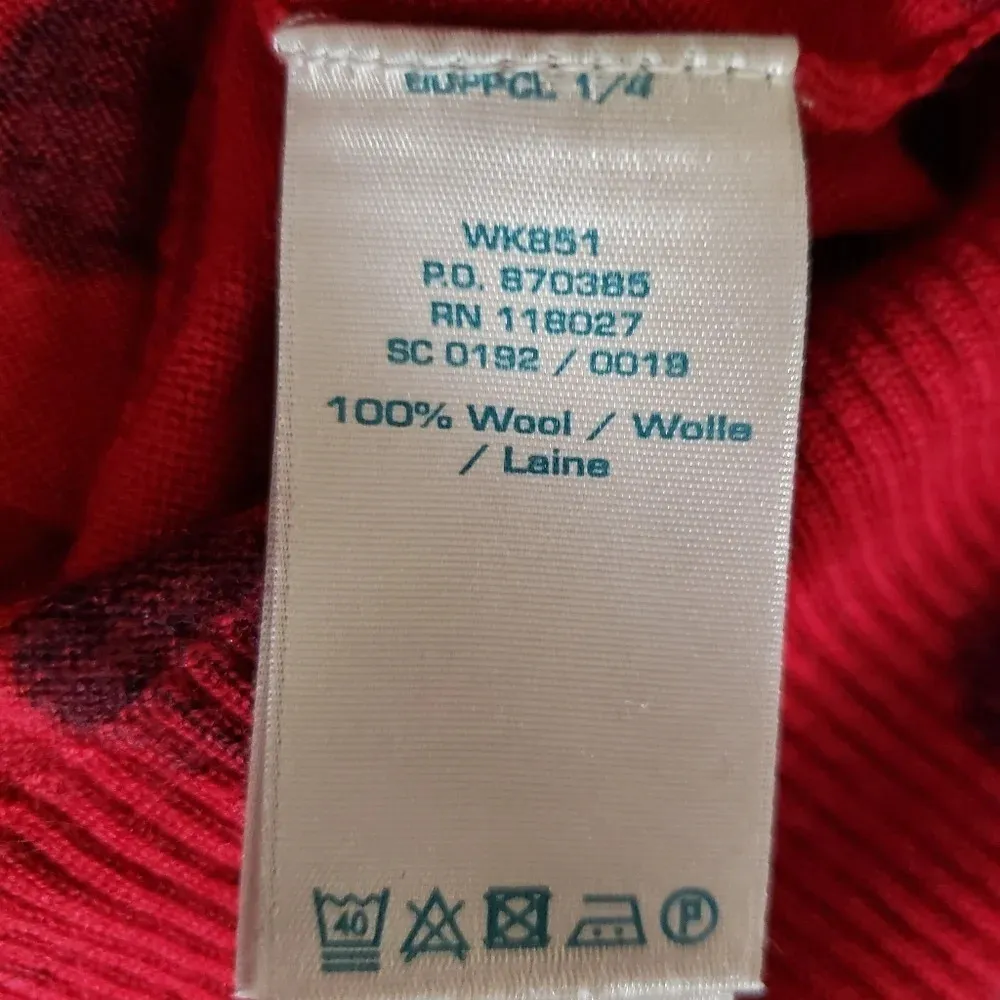 1/4
WK851
P.O. 870385
RN 118027
SC 0192 / 0019
100% Wool / Wolle
/ Laine
40
P